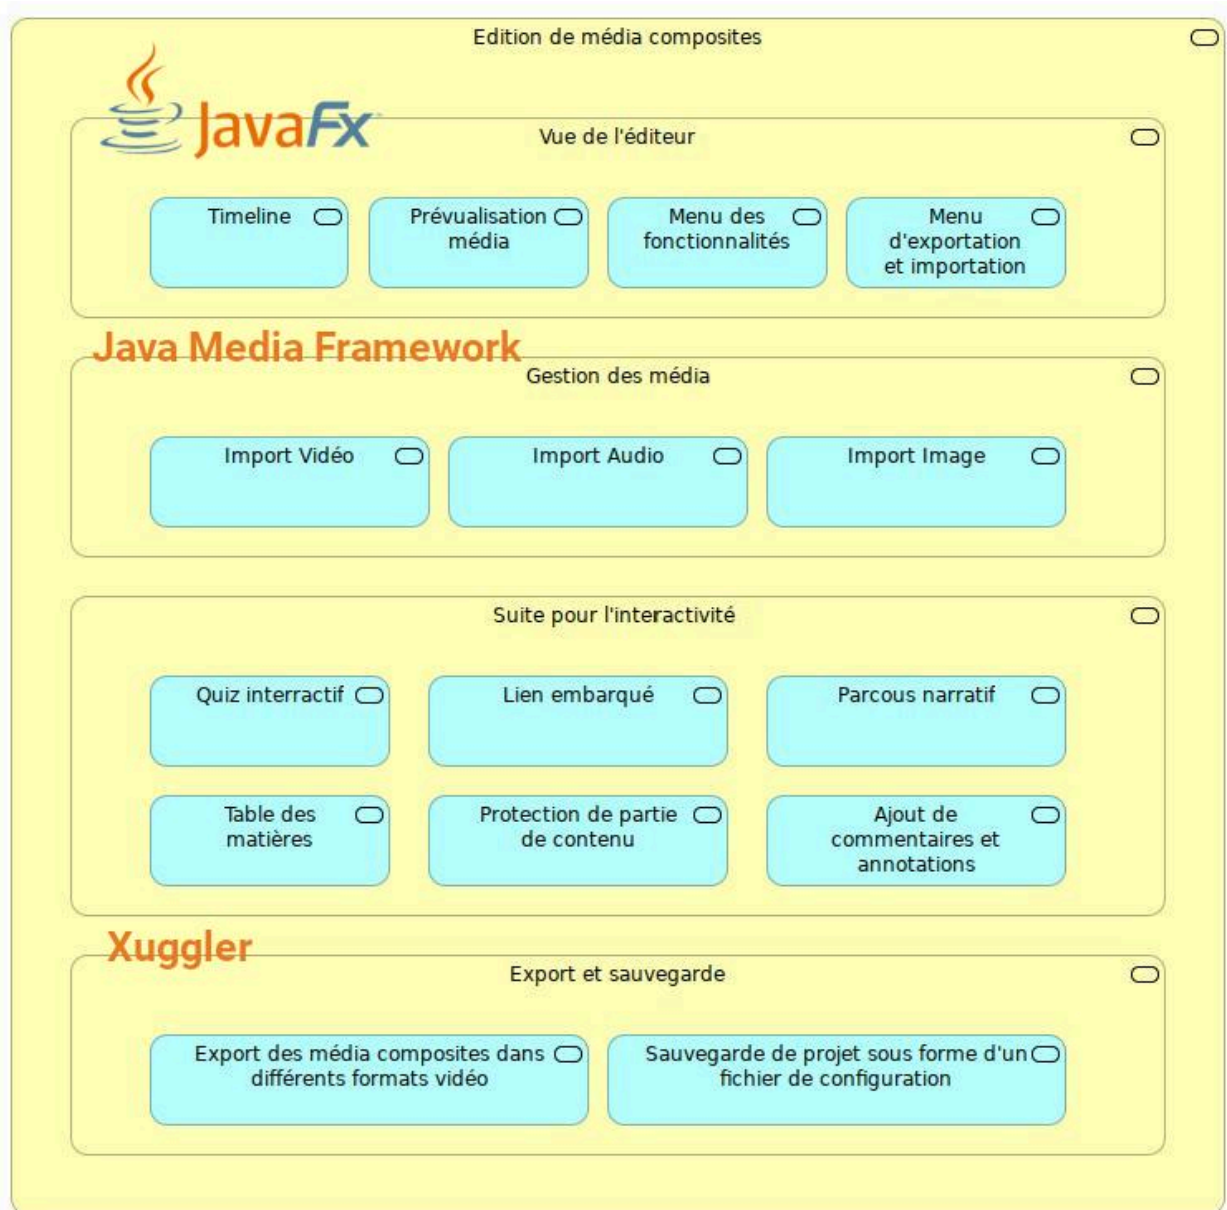 Edition de média composites
JavaFx
Vue de l'éditeur
Timeline
Prévualisation
média
Menu des
fonctionnalités
Menu
d'exportation
et importation
Java Media Framework
Gestion des média
Import Vidéo
Import Audio
Import Image
Suite pour l'interactivité
Quiz interractif
Lien embarqué
Parcous narratif
Table des
matières
Protection de partie
de contenu
Ajout de
commentaires et
annotations
Xuggler
Export et sauvegarde
Export des média composites dans
différents formats vidéo
Sauvegarde de projet sous forme d'un
fichier de configuration